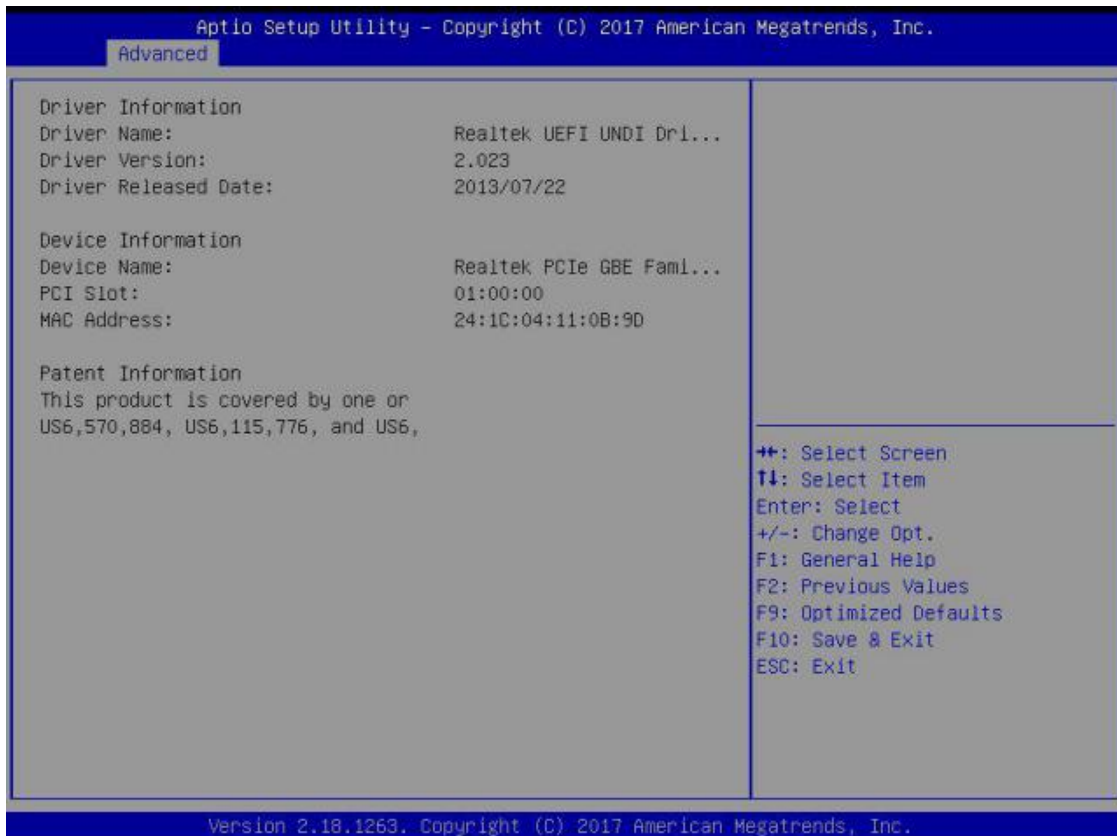 Aptio Setup Utility – Copyright (C) 2017 American Megatrends, Inc.
Advanced
Driver Information
Driver Name: Realtek UEFI UNDI Dri...
Driver Version: 2.023
Driver Released Date: 2013/07/22
Device Information
Device Name: Realtek PCIe GBE Fami...
PCI Slot: 01:00:00
MAC Address: 24:1C:04:11:0B:9D
Patent Information
This product is covered by one or
US6,570,884, US6,115,776, and US6,
→←: Select Screen
↑↓: Select Item
Enter: Select
+/-: Change Opt.
F1: General Help
F2: Previous Values
F9: Optimized Defaults
F10: Save & Exit
ESC: Exit
Version 2.18.1263. Copyright (C) 2017 American Megatrends, Inc.